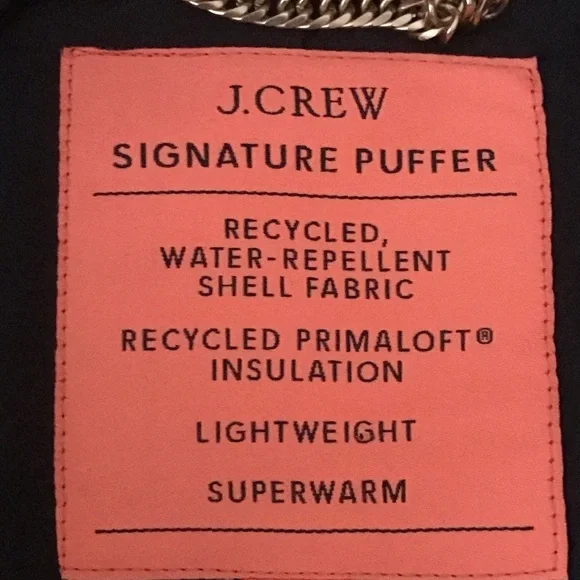 J.CREW
SIGNATURE PUFFER
RECYCLED,
WATER-REPELLENT
SHELL FABRIC
RECYCLED PRIMALOFT®
INSULATION
LIGHTWEIGHT
SUPERWARM